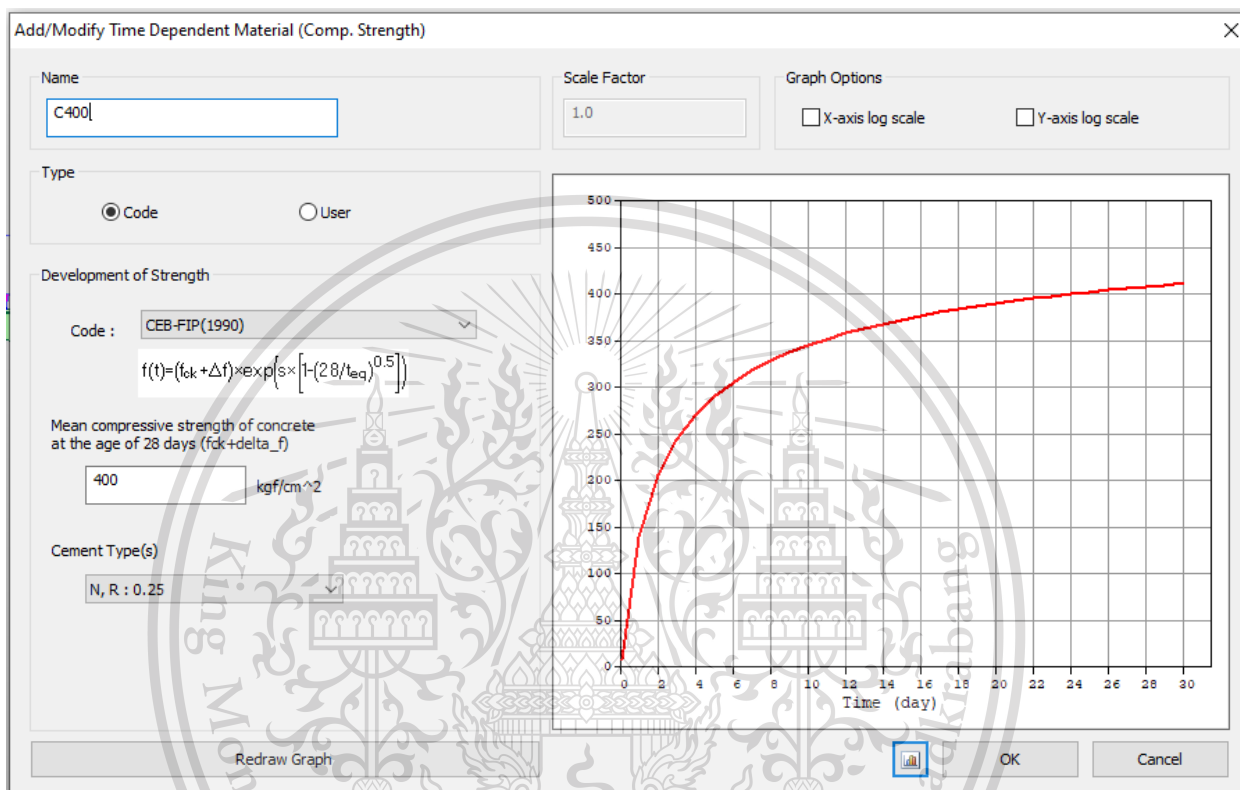 Add/Modify Time Dependent Material (Comp. Strength)
Name
C400
Scale Factor
1.0
Graph Options
X-axis log scale
Y-axis log scale
Type
Code
User
Development of Strength
Code :
CEB-FIP(1990)
f(t)=(fck+Δf)×exp(s×[1-(28/teq)^0.5])
Mean compressive strength of concrete
at the age of 28 days (fck+delta_f)
400
kgf/cm^2
Cement Type(s)
N, R : 0.25
500
450
400
350
300
250
200
150
100
50
0
0 2 4 6 8 10 12 14 16 18 20 22 24 26 28 30
Time (day)
Redraw Graph
OK
Cancel
King